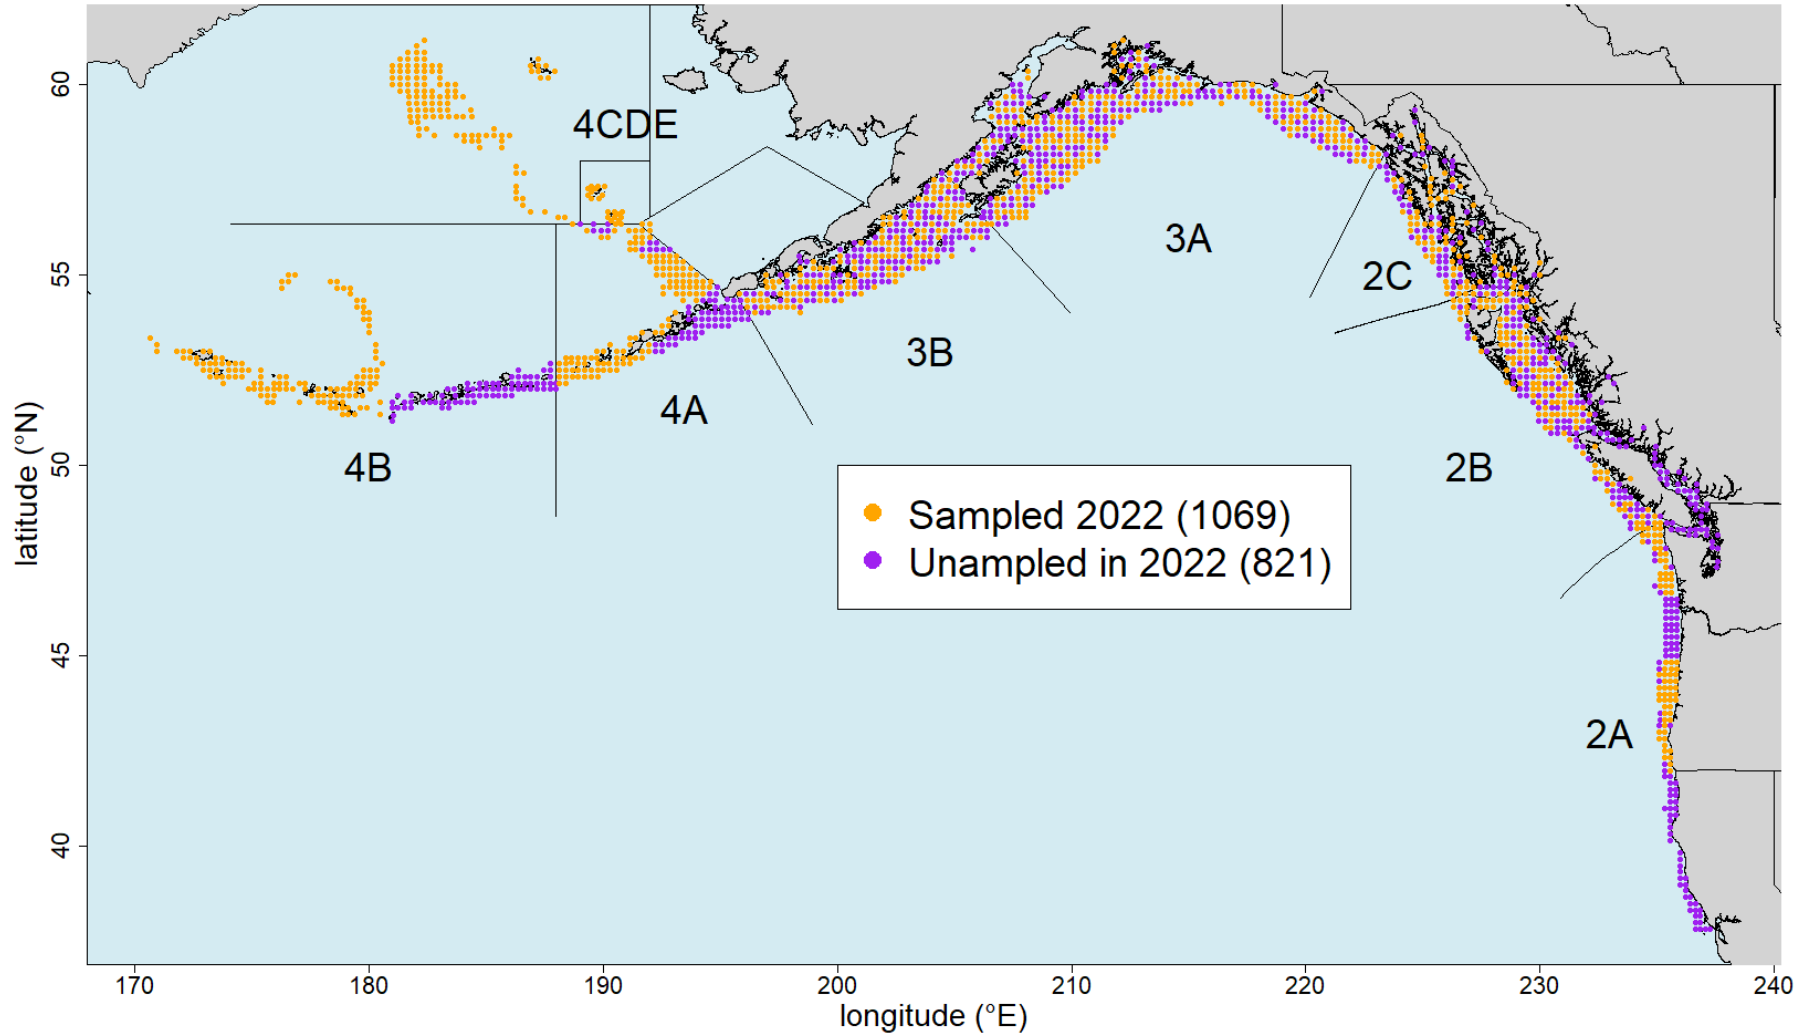 60
55
50
45
40
latitude (°N)
4CDE
3A
2C
3B
4A
4B
2B
Sampled 2022 (1069)
Unampled in 2022 (821)
2A
170
180
190
200
210
220
230
240
longitude (°E)